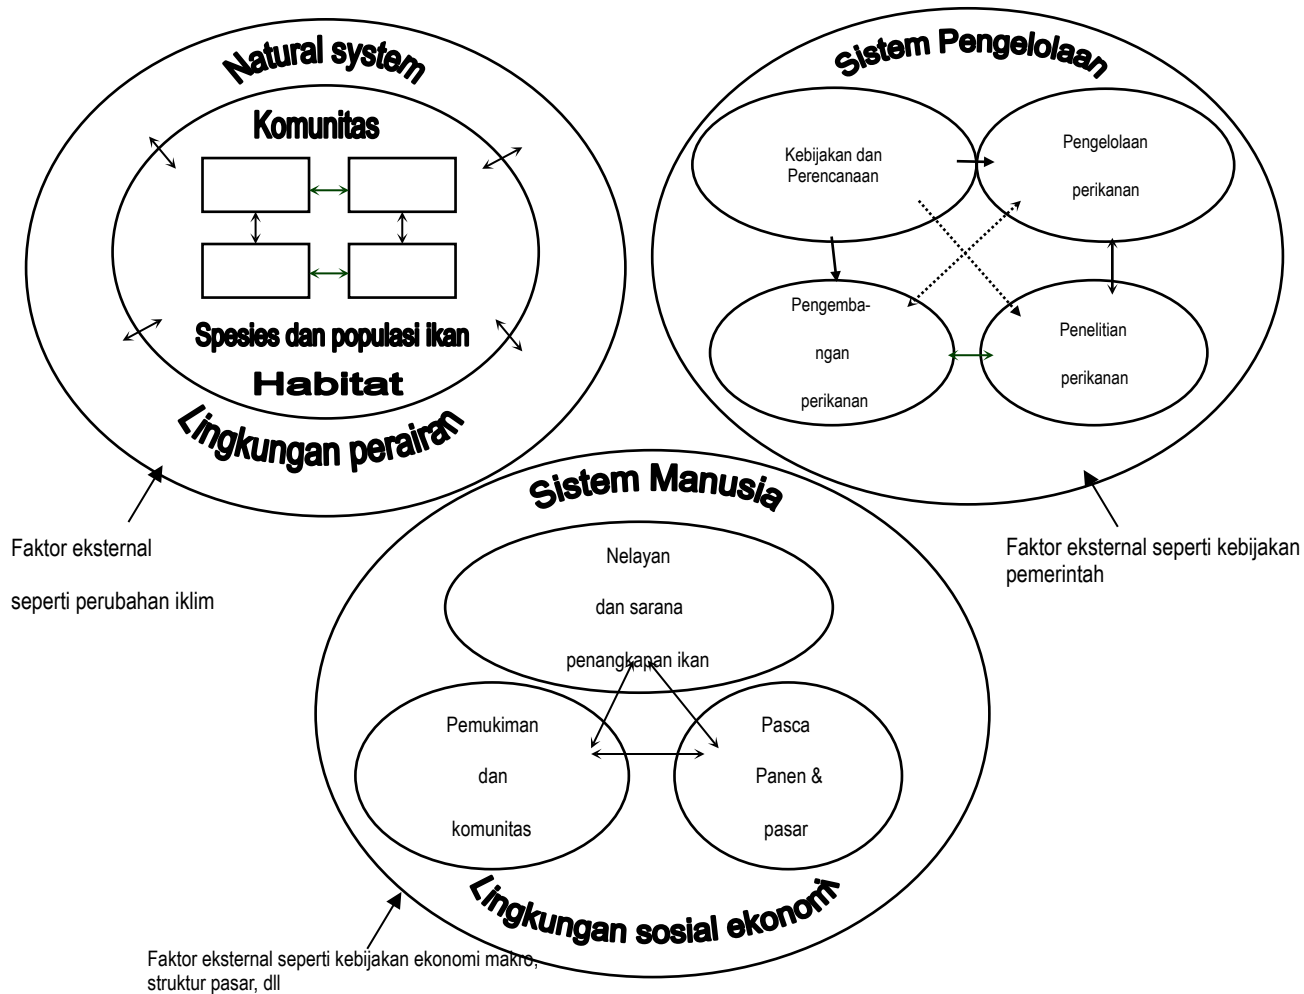 Natural system
Komunitas
Spesies dan populasi ikan
Habitat
Lingkungan perairan
Faktor eksternal
seperti perubahan iklim
Sistem Pengelolaan
Kebijakan dan
Perencanaan
Pengelolaan
perikanan
Pengemba-
ngan
perikanan
Penelitian
perikanan
Faktor eksternal seperti kebijakan
pemerintah
Sistem Manusia
Nelayan
dan sarana
penangkapan ikan
Pemukiman
dan
komunitas
Pasca
Panen &
pasar
Lingkungan sosial ekonomi
Faktor eksternal seperti kebijakan ekonomi makro,
struktur pasar, dll